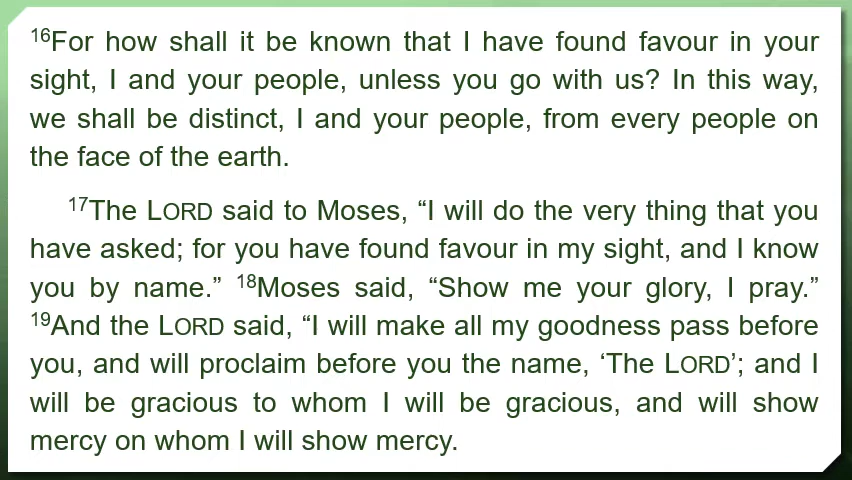 ¹⁶For how shall it be known that I have found favour in your
sight, I and your people, unless you go with us? In this way,
we shall be distinct, I and your people, from every people on
the face of the earth.
¹⁷The LORD said to Moses, “I will do the very thing that you
have asked; for you have found favour in my sight, and I know
you by name.” ¹⁸Moses said, “Show me your glory, I pray.”
¹⁹And the LORD said, “I will make all my goodness pass before
you, and will proclaim before you the name, ‘The LORD’; and I
will be gracious to whom I will be gracious, and will show
mercy on whom I will show mercy.